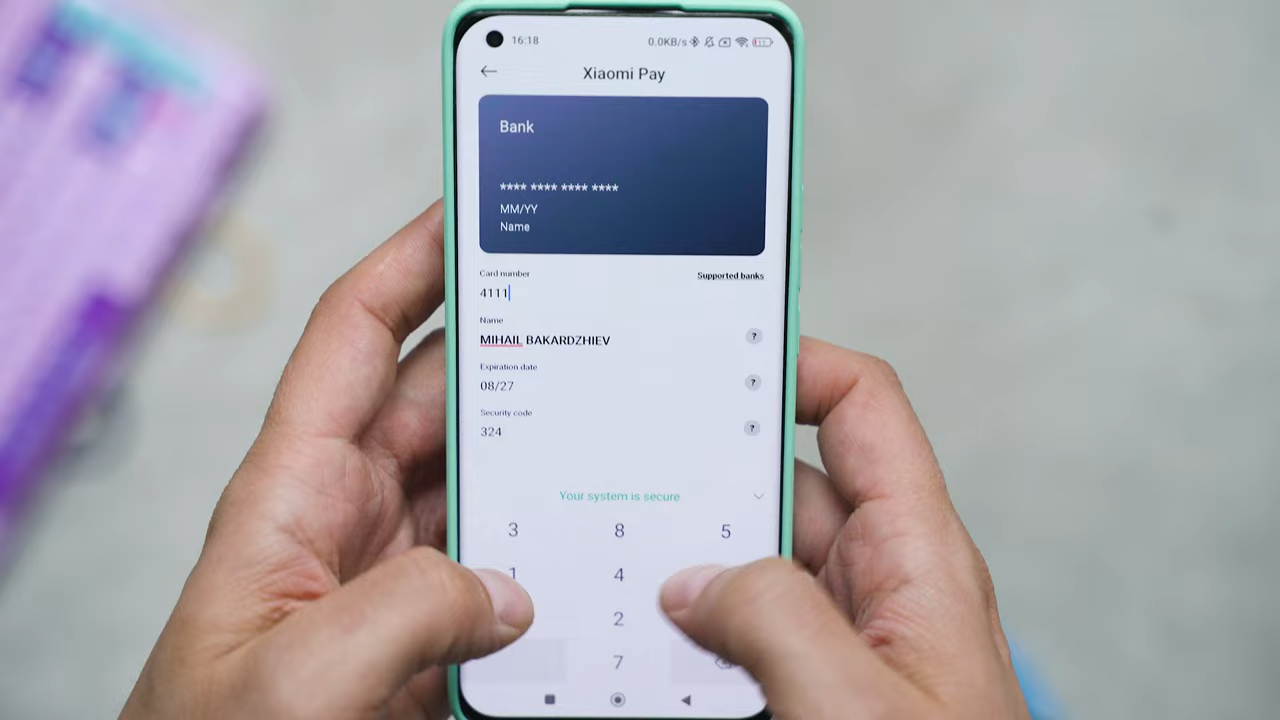 16:18 0.0KB/s 11
Xiaomi Pay
Bank
**** **** **** ****
MM/YY
Name
Card number Supported banks
4111
Name
MIHAIL BAKARDZHIEV ?
Expiration date
08/27 ?
Security code
324 ?
Your system is secure
3 8 5
1 4
2
7